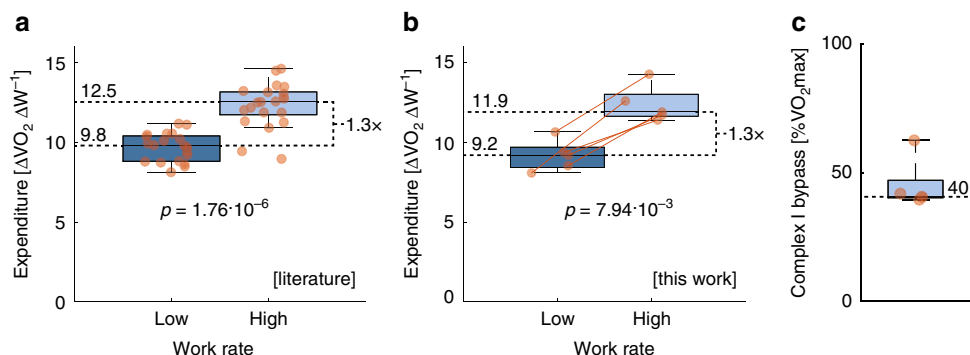 a
Expenditure [ΔVO₂ ΔW⁻¹]
15
10
5
0
12.5
9.8
1.3×
p = 1.76·10⁻⁶
[literature]
Low High
Work rate
b
Expenditure [ΔVO₂ ΔW⁻¹]
15
10
5
0
11.9
9.2
1.3×
p = 7.94·10⁻³
[this work]
Low High
Work rate
c
Complex I bypass [%VO₂max]
100
50
0
40